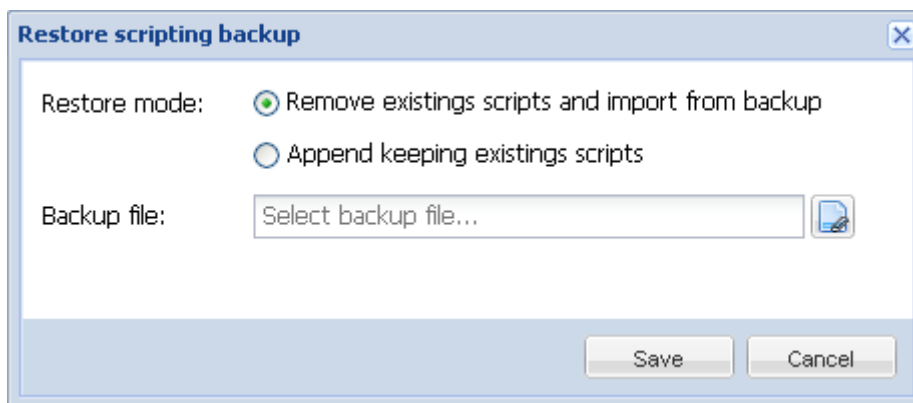 Restore scripting backup
Restore mode: Remove existings scripts and import from backup
Append keeping existings scripts
Backup file: Select backup file...
Save Cancel